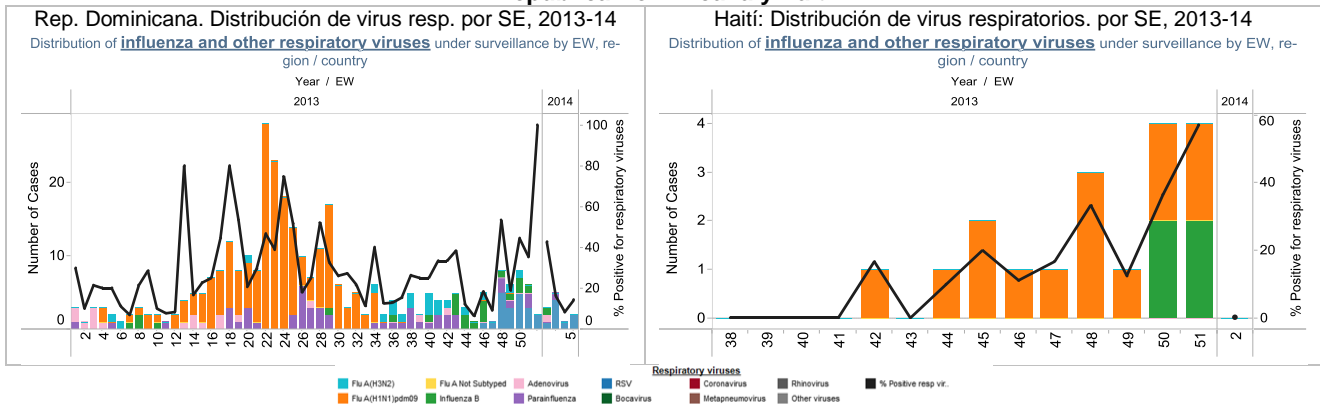 Rep. Dominicana. Distribución de virus resp. por SE, 2013-14
Distribution of influenza and other respiratory viruses under surveillance by EW, re-
gion / country
Year / EW
2013
2014
Number of Cases
20
10
0
100
80
60
40
20
0
% Positive for respiratory viruses
2 4 6 8 10 12 14 16 18 20 22 24 26 28 30 32 34 36 38 40 42 44 46 48 50 2 5
Haití: Distribución de virus respiratorios. por SE, 2013-14
Distribution of influenza and other respiratory viruses under surveillance by EW, re-
gion / country
Year / EW
2013
2014
Number of Cases
4
3
2
1
0
60
40
20
0
% Positive for respiratory viruses
38 39 40 41 42 43 44 45 46 47 48 49 50 51 2
Respiratory viruses
Flu A(H3N2) Flu A Not Subtyped Adenovirus RSV Coronavirus Rhinovirus % Positive resp vir..
Flu A(H1N1)pdm09 Influenza B Parainfluenza Bocavirus Metapneumovirus Other viruses